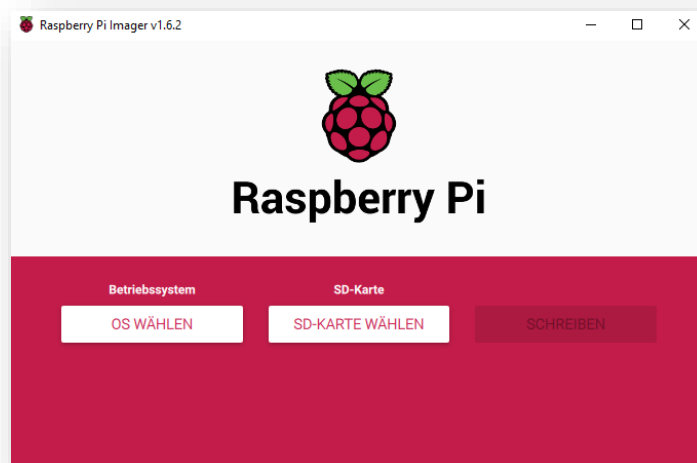 Raspberry Pi Imager v1.6.2
Raspberry Pi
Betriebssystem
SD-Karte
OS WÄHLEN
SD-KARTE WÄHLEN
SCHREIBEN